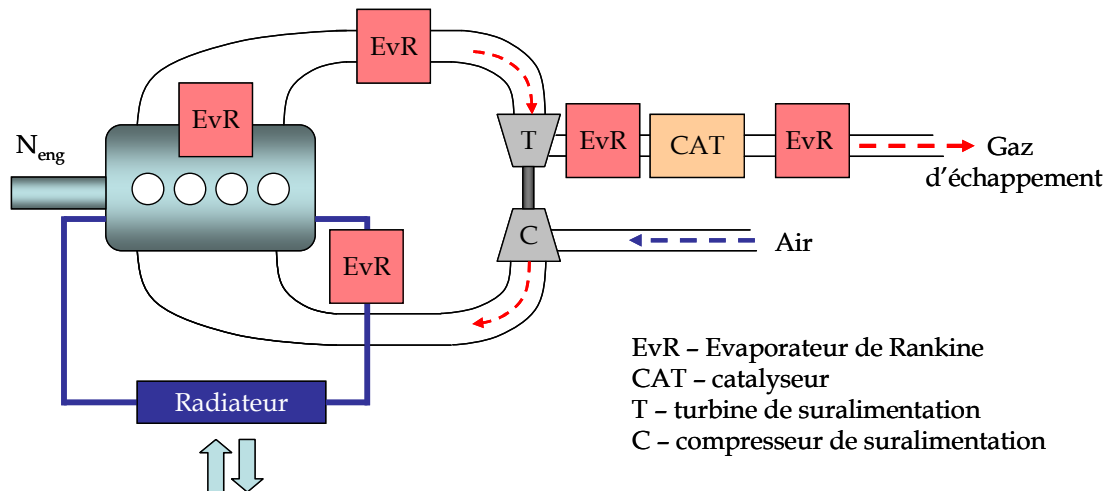 EvR
EvR
N_eng
T
EvR
CAT
EvR
Gaz
d'échappement
C
Air
EvR
EvR – Evaporateur de Rankine
CAT – catalyseur
Radiateur
T – turbine de suralimentation
C – compresseur de suralimentation